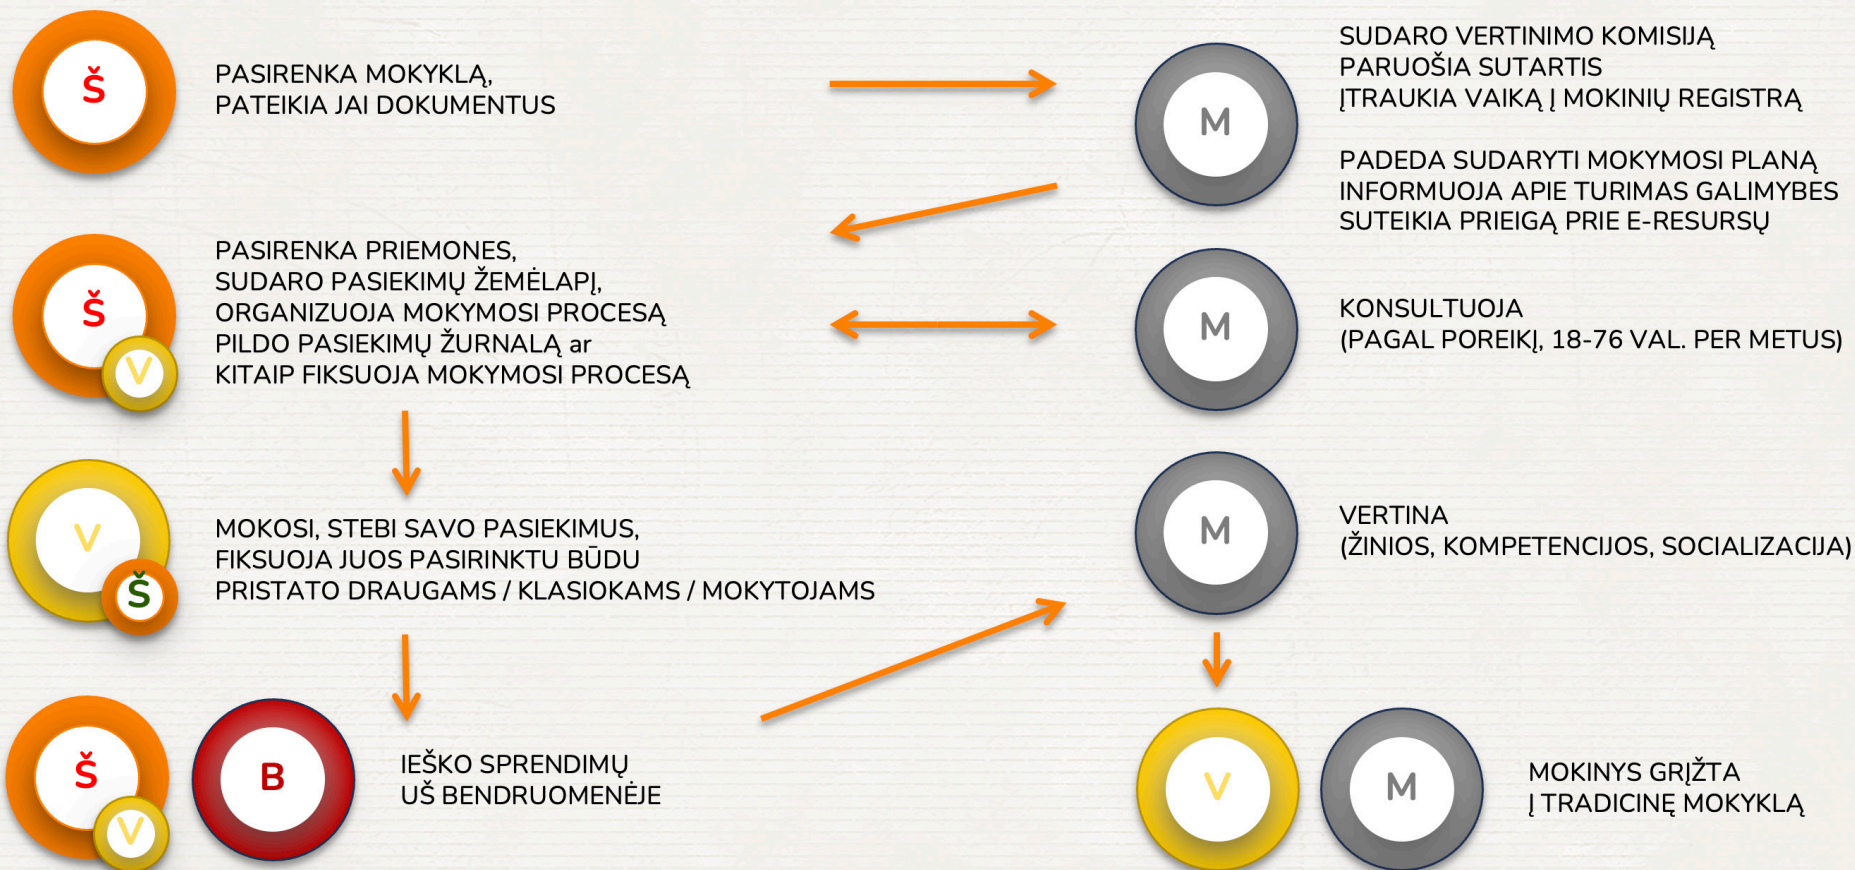 Š
PASIRENKA MOKYKLĄ,
PATEIKIA JAI DOKUMENTUS
M
SUDARO VERTINIMO KOMISIJĄ
PARUOŠIA SUTARTIS
ĮTRAUKIA VAIKĄ Į MOKINIŲ REGISTRĄ
PADEDA SUDARYTI MOKYMOSI PLANĄ
INFORMUOJA APIE TURIMAS GALIMYBES
SUTEIKIA PRIEIGĄ PRIE E-RESURSŲ
Š
V
PASIRENKA PRIEMONES,
SUDARO PASIEKIMŲ ŽEMĖLAPĮ,
ORGANIZUOJA MOKYMOSI PROCESĄ
PILDO PASIEKIMŲ ŽURNALĄ ar
KITAIP FIKSUOJA MOKYMOSI PROCESĄ
M
KONSULTUOJA
(PAGAL POREIKĮ, 18-76 VAL. PER METUS)
V
Š
MOKOSI, STEBI SAVO PASIEKIMUS,
FIKSUOJA JUOS PASIRINKTU BŪDU
PRISTATO DRAUGAMS / KLASIOKAMS / MOKYTOJAMS
M
VERTINA
(ŽINIOS, KOMPETENCIJOS, SOCIALIZACIJA)
Š
V
B
IEŠKO SPRENDIMŲ
UŠ BENDRUOMENĖJE
V
M
MOKINYS GRĮŽTA
Į TRADICINĘ MOKYKLĄ